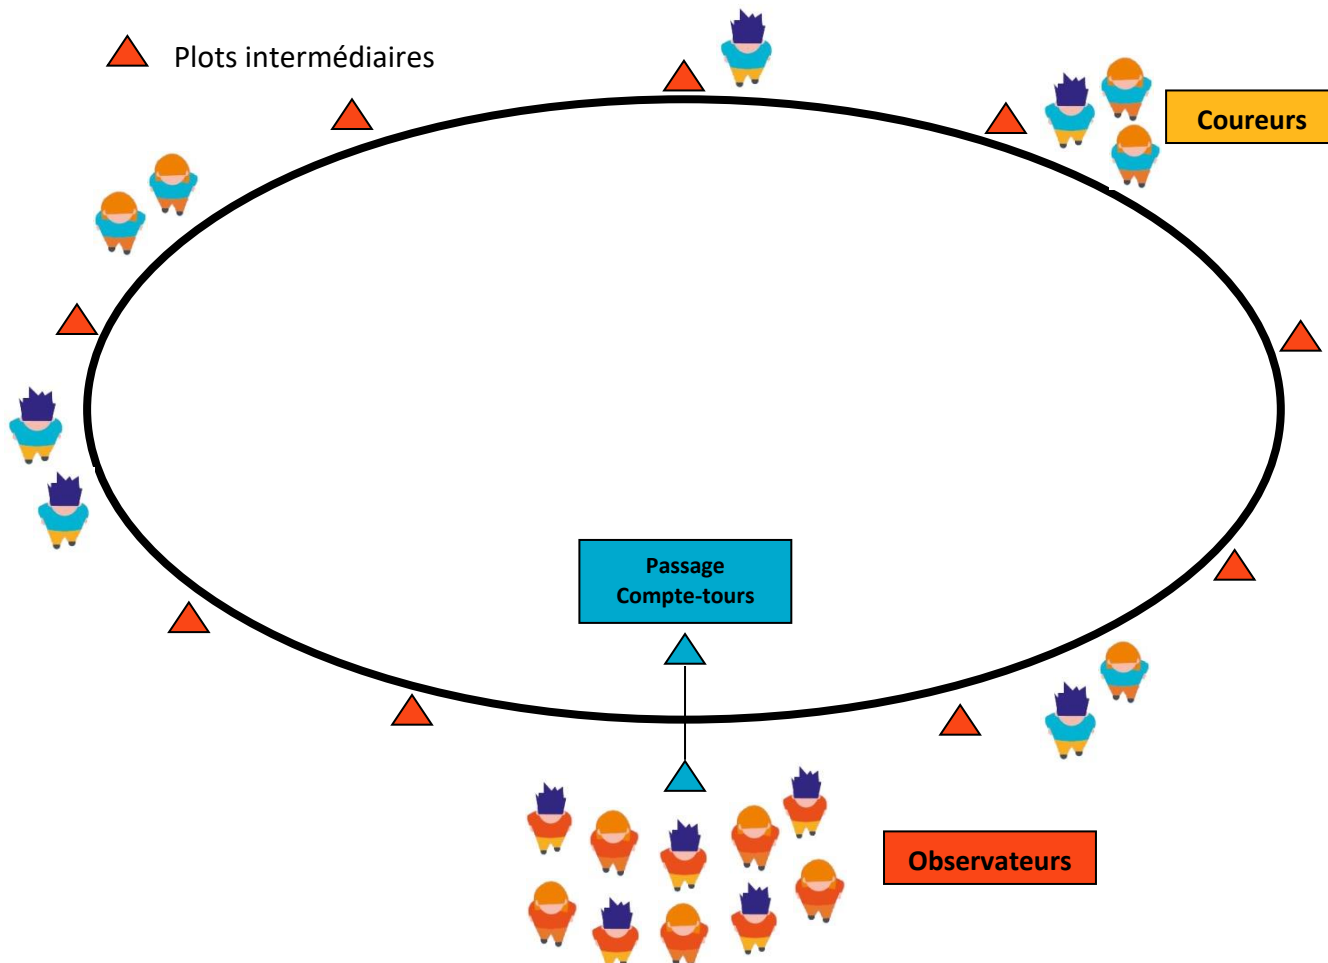 Plots intermédiaires
Coureurs
Passage
Compte-tours
Observateurs